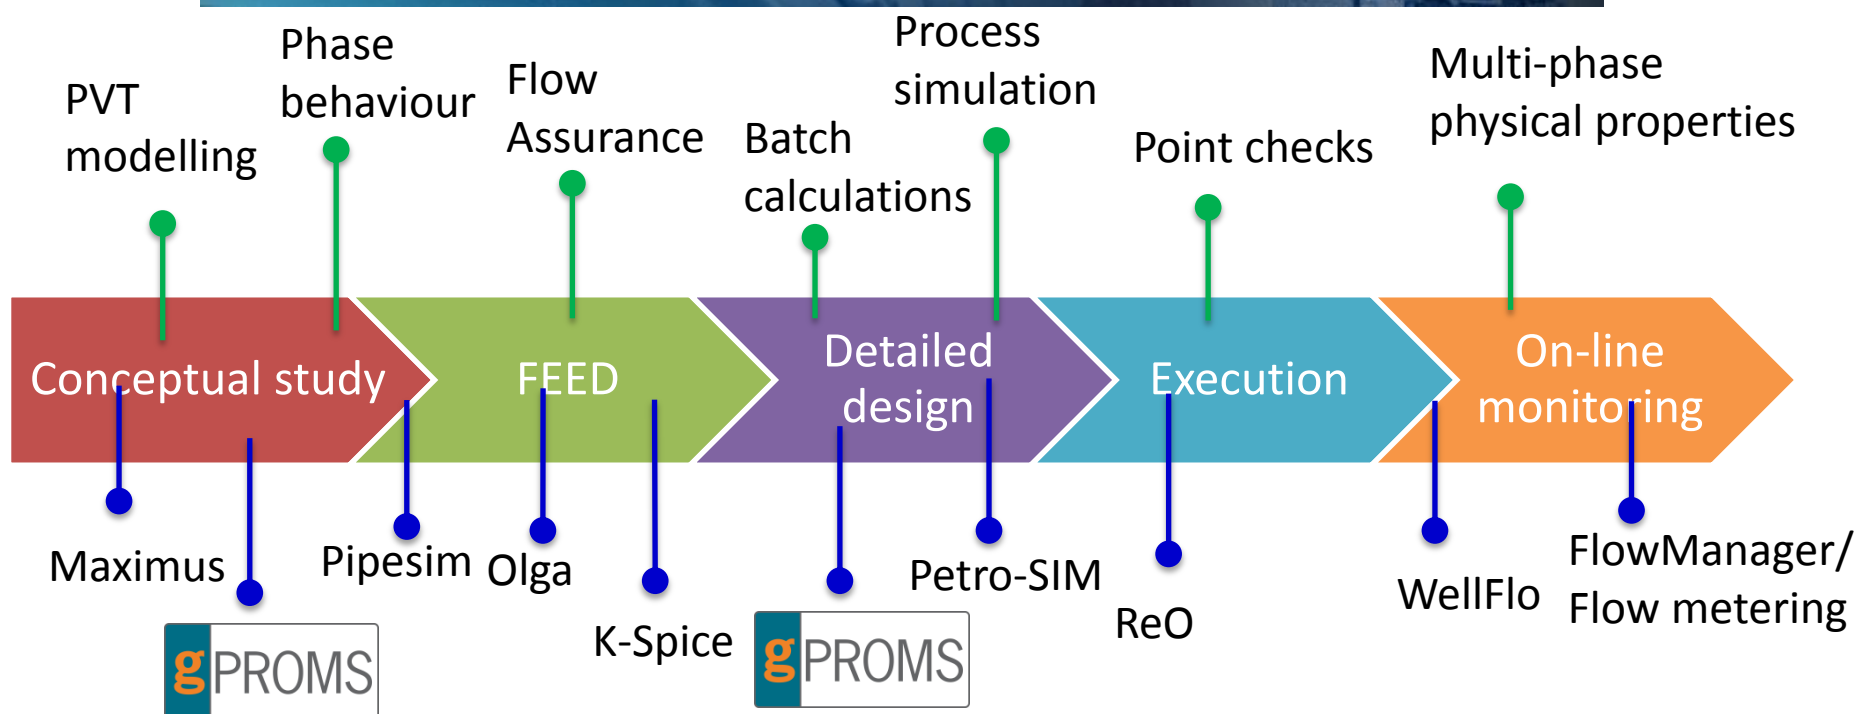 PVT
modelling
Phase
behaviour
Flow
Assurance
Batch
calculations
Process
simulation
Point checks
Multi-phase
physical properties
Conceptual study
FEED
Detailed
design
Execution
On-line
monitoring
Maximus
gPROMS
Pipesim
Olga
K-Spice
gPROMS
Petro-SIM
ReO
WellFlo
FlowManager/
Flow metering